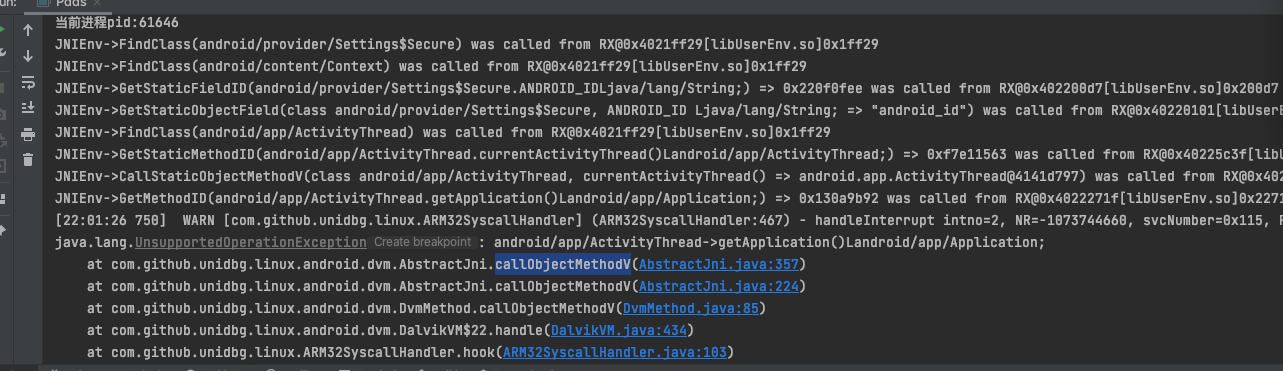 un: Pdds ×
当前进程pid:61646
JNIEnv->FindClass(android/provider/Settings$Secure) was called from RX@0x4021ff29[libUserEnv.so]0x1ff29
JNIEnv->FindClass(android/content/Context) was called from RX@0x4021ff29[libUserEnv.so]0x1ff29
JNIEnv->GetStaticFieldID(android/provider/Settings$Secure.ANDROID_IDLjava/lang/String;) => 0x220f0fee was called from RX@0x402200d7[libUserEnv.so]0x200d7
JNIEnv->GetStaticObjectField(class android/provider/Settings$Secure, ANDROID_ID Ljava/lang/String; => "android_id") was called from RX@0x40220101[libUserEn
JNIEnv->FindClass(android/app/ActivityThread) was called from RX@0x4021ff29[libUserEnv.so]0x1ff29
JNIEnv->GetStaticMethodID(android/app/ActivityThread.currentActivityThread()Landroid/app/ActivityThread;) => 0xf7e11563 was called from RX@0x40225c3f[libU
JNIEnv->CallStaticObjectMethodV(class android/app/ActivityThread, currentActivityThread() => android.app.ActivityThread@4141d797) was called from RX@0x402
JNIEnv->GetMethodID(android/app/ActivityThread.getApplication()Landroid/app/Application;) => 0x130a9b92 was called from RX@0x4022271f[libUserEnv.so]0x2271
[22:01:26 750]  WARN [com.github.unidbg.linux.ARM32SyscallHandler] (ARM32SyscallHandler:467) - handleInterrupt intno=2, NR=-1073744660, svcNumber=0x115, P
java.lang.UnsupportedOperationException Create breakpoint : android/app/ActivityThread->getApplication()Landroid/app/Application;
at com.github.unidbg.linux.android.dvm.AbstractJni.callObjectMethodV(AbstractJni.java:357)
at com.github.unidbg.linux.android.dvm.AbstractJni.callObjectMethodV(AbstractJni.java:224)
at com.github.unidbg.linux.android.dvm.DvmMethod.callObjectMethodV(DvmMethod.java:85)
at com.github.unidbg.linux.android.dvm.DalvikVM$22.handle(DalvikVM.java:434)
at com.github.unidbg.linux.ARM32SyscallHandler.hook(ARM32SyscallHandler.java:103)